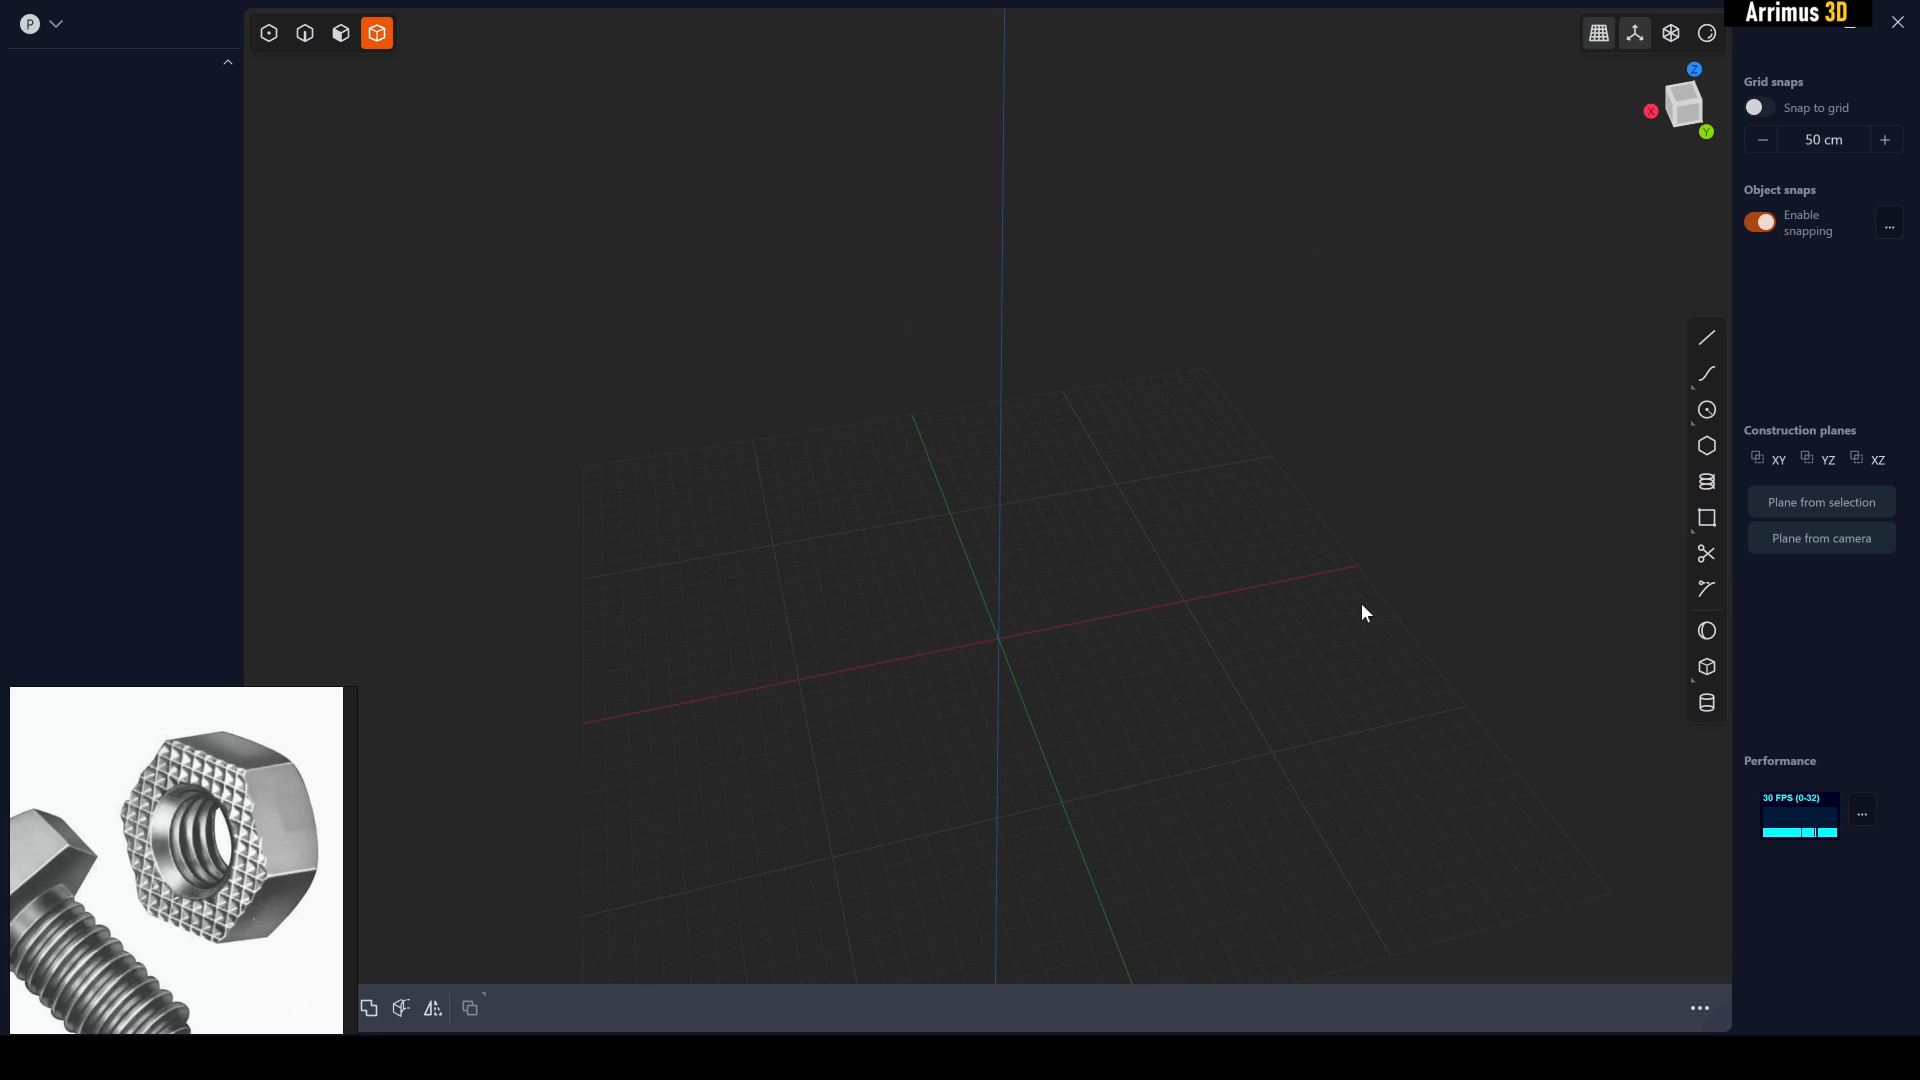 P
Arrimus 3D
Z
X
Y
Grid snaps
Snap to grid
50 cm
Object snaps
Enable
snapping
...
Construction planes
XY YZ XZ
Plane from selection
Plane from camera
Performance
30 FPS (0-32)
...